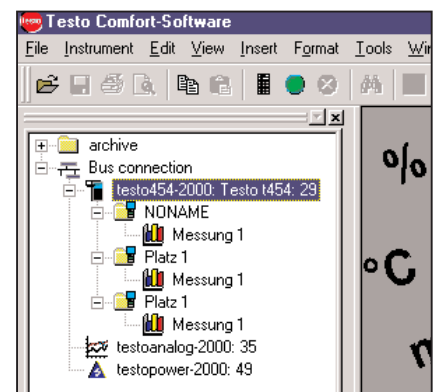 Testo Comfort-Software
File Instrument Edit View Insert Format Tools
archive
Bus connection
testo454-2000: Testo t454: 29
NONAME
Messung 1
Platz 1
Messung 1
Platz 1
Messung 1
testoanalog-2000: 35
testopower-2000: 49
%
°C